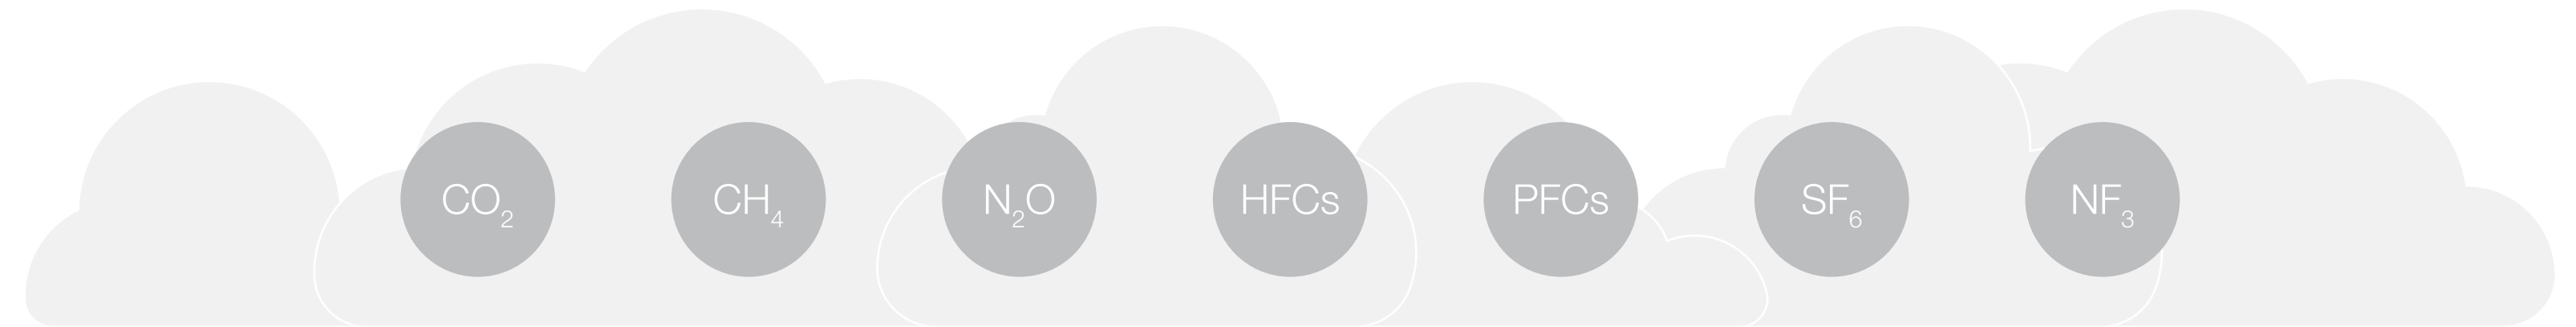 CO₂ CH₄ N₂O HFCs PFCs SF₆ NF₃